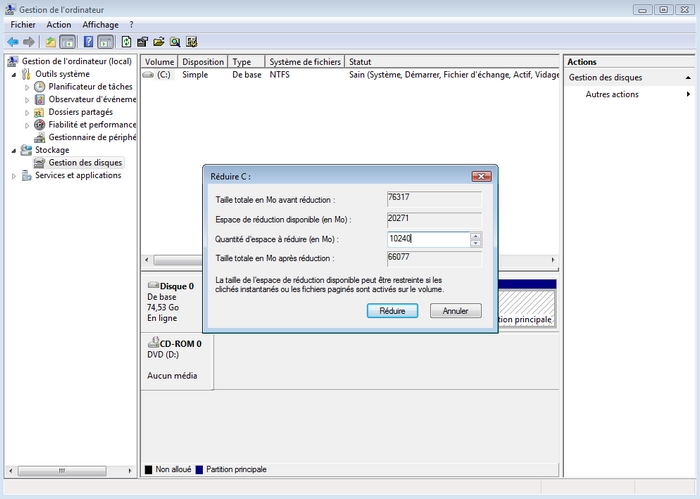 Gestion de l'ordinateur
Fichier Action Affichage ?
Gestion de l'ordinateur (local)
Outils système
Planificateur de tâches
Observateur d'événeme
Dossiers partagés
Fiabilité et performance
Gestionnaire de périphé
Stockage
Gestion des disques
Services et applications
Volume Disposition Type Système de fichiers Statut
(C:) Simple De base NTFS Sain (Système, Démarrer, Fichier d'échange, Actif, Vidage
Actions
Gestion des disques
Autres actions
Réduire C :
Taille totale en Mo avant réduction : 76317
Espace de réduction disponible (en Mo) : 20271
Quantité d'espace à réduire (en Mo) : 10240
Taille totale en Mo après réduction : 66077
La taille de l'espace de réduction disponible peut être restreinte si les
clichés instantanés ou les fichiers paginés sont activés sur le volume.
Réduire Annuler
Disque 0
De base
74,53 Go
En ligne
tion principale
CD-ROM 0
DVD (D:)
Aucun média
Non alloué Partition principale